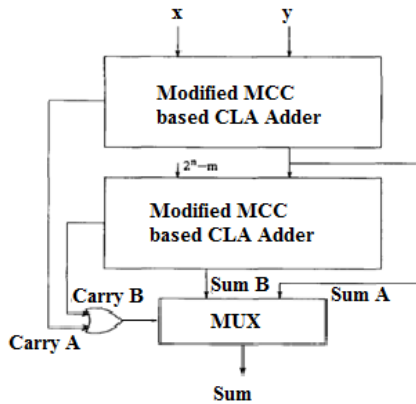 x y
Modified MCC
based CLA Adder
2ⁿ-m
Modified MCC
based CLA Adder
Sum B
Sum A
Carry B
MUX
Carry A
Sum